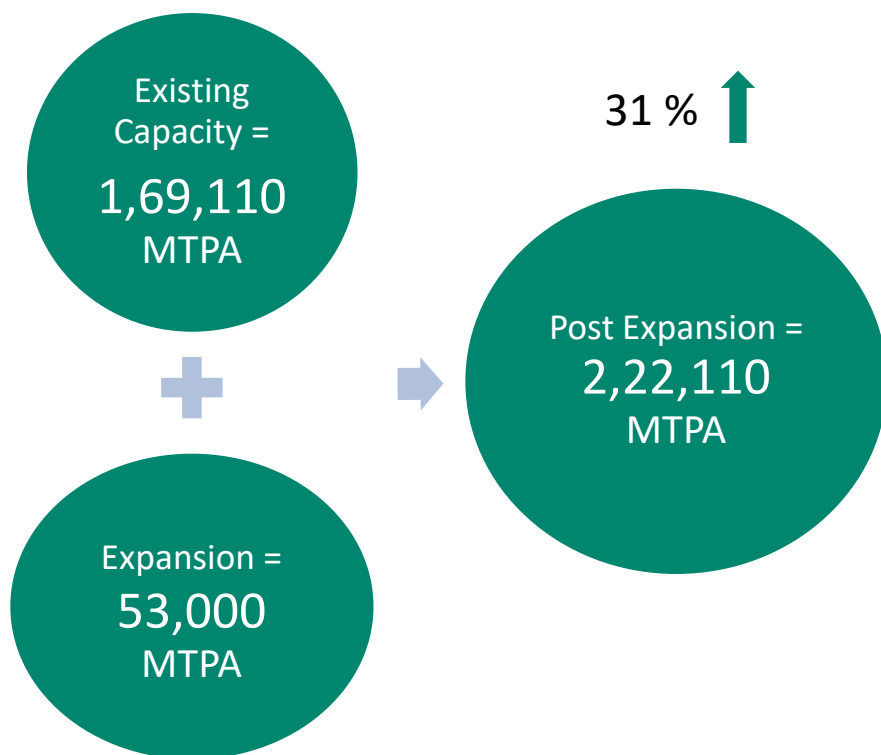 Existing
Capacity =
1,69,110
MTPA
Expansion =
53,000
MTPA
31 %
Post Expansion =
2,22,110
MTPA